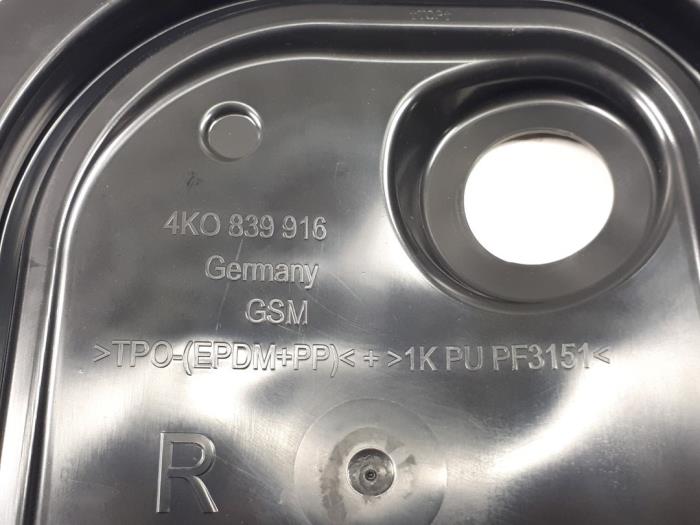 4KO 839 916
Germany
GSM
>TPO-(EPDM+PP)< + >1K PU PF3151<
R